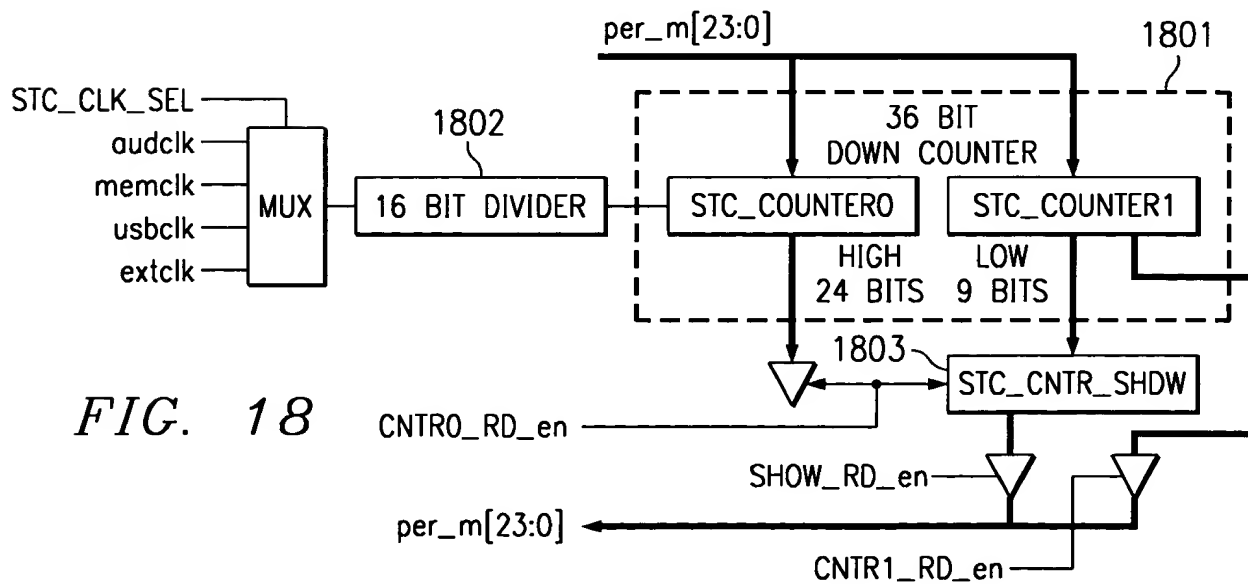 per_m[23:0]
1801
STC_CLK_SEL
audclk
memclk
usbclk
extclk
MUX
1802
16 BIT DIVIDER
36 BIT
DOWN COUNTER
STC_COUNTER0
STC_COUNTER1
HIGH
24 BITS
LOW
9 BITS
1803
STC_CNTR_SHDW
FIG. 18
CNTR0_RD_en
SHOW_RD_en
per_m[23:0]
CNTR1_RD_en